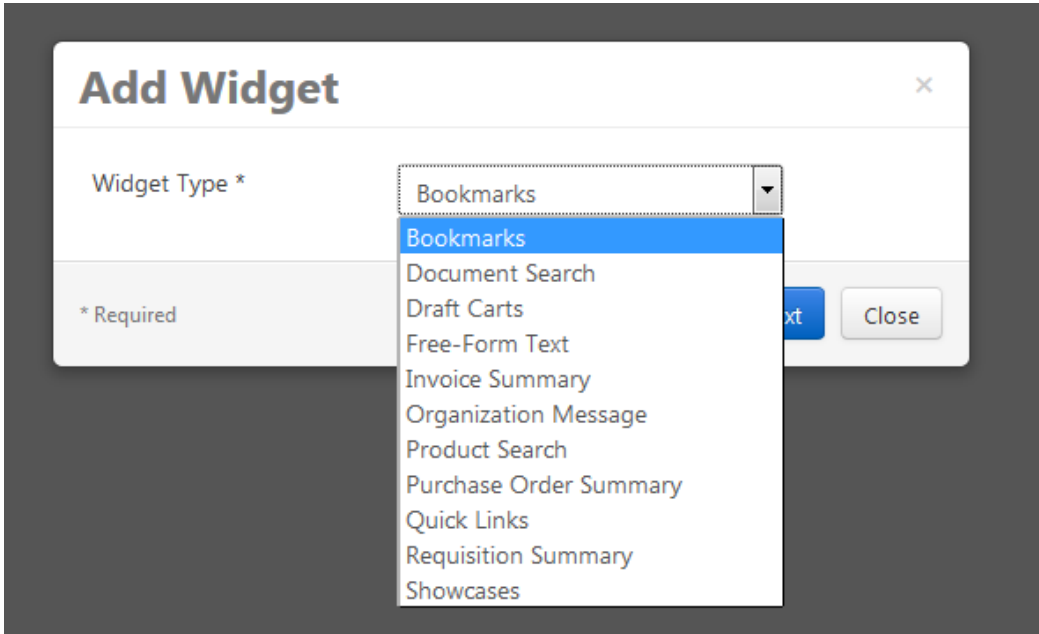 Add Widget
×
Widget Type *
Bookmarks
Bookmarks
Document Search
Draft Carts
Free-Form Text
Invoice Summary
Organization Message
Product Search
Purchase Order Summary
Quick Links
Requisition Summary
Showcases
* Required
xt
Close